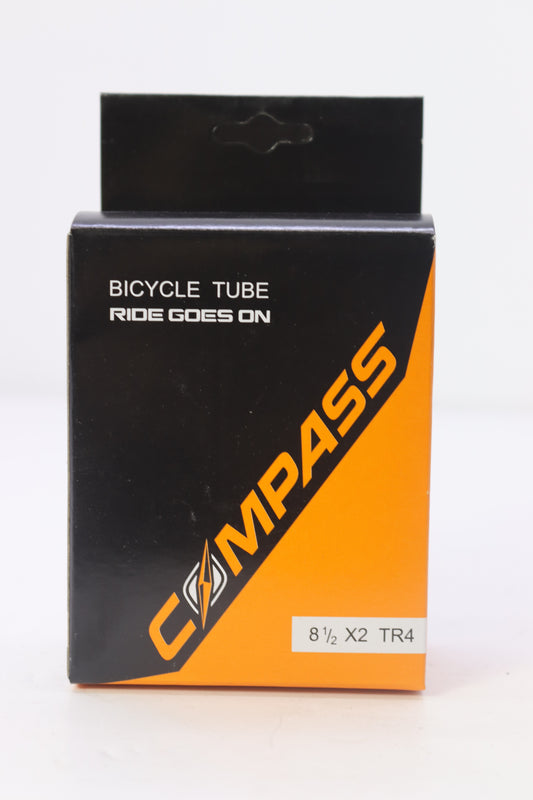 BICYCLE TUBE
RIDE GOES ON
COMPASS
8 1/2 X2 TR4